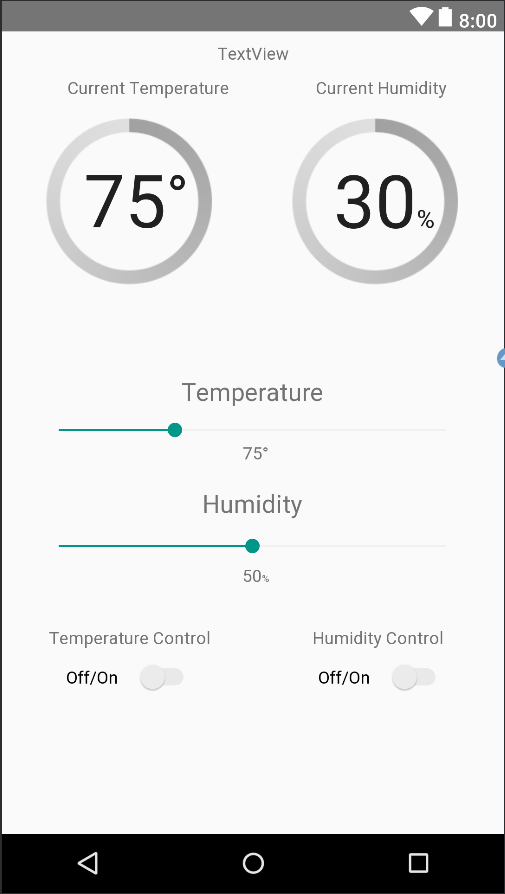 8:00
TextView
Current Temperature Current Humidity
75° 30%
Temperature
75°
Humidity
50%
Temperature Control Humidity Control
Off/On Off/On